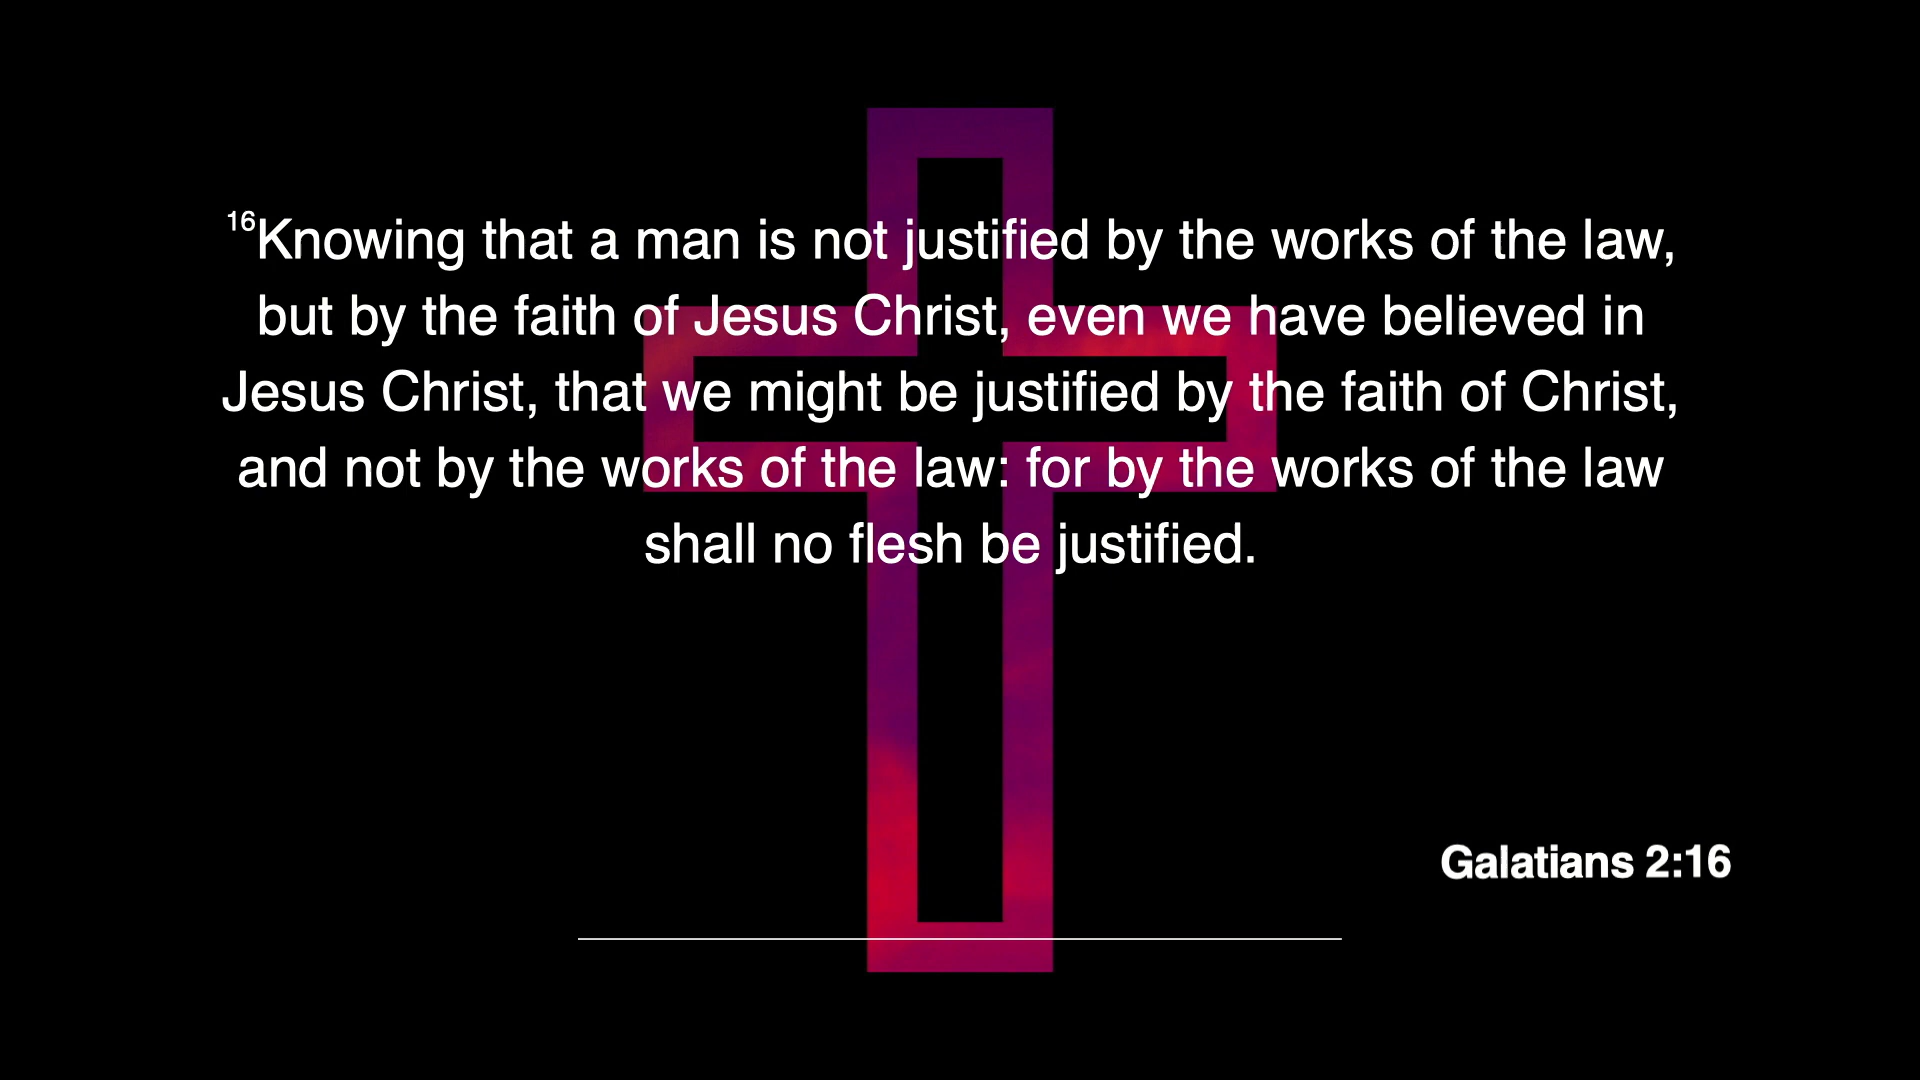 16Knowing that a man is not justified by the works of the law,
but by the faith of Jesus Christ, even we have believed in
Jesus Christ, that we might be justified by the faith of Christ,
and not by the works of the law: for by the works of the law
shall no flesh be justified.
Galatians 2:16